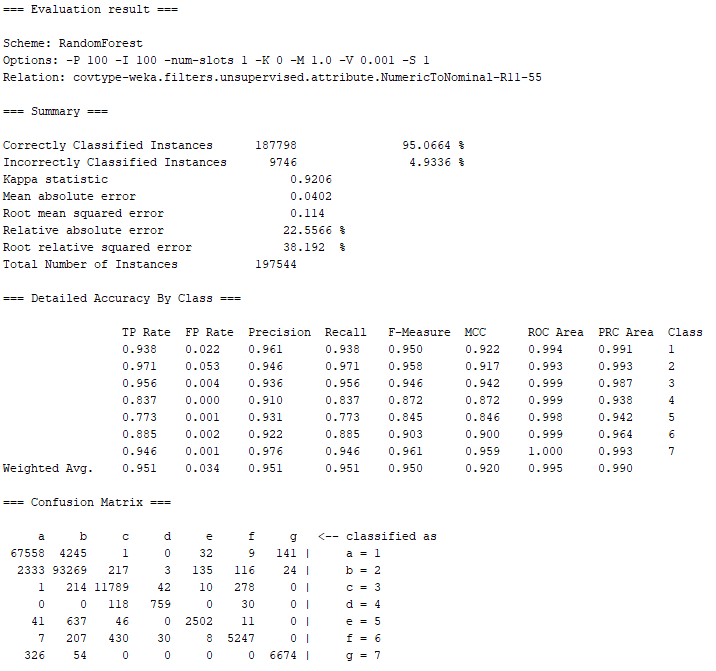 === Evaluation result ===
Scheme: RandomForest
Options: -P 100 -I 100 -num-slots 1 -K 0 -M 1.0 -V 0.001 -S 1
Relation: covtype-weka.filters.unsupervised.attribute.NumericToNominal-R11-55
=== Summary ===
Correctly Classified Instances 187798 95.0664 %
Incorrectly Classified Instances 9746 4.9336 %
Kappa statistic 0.9206
Mean absolute error 0.0402
Root mean squared error 0.114
Relative absolute error 22.5566 %
Root relative squared error 38.192 %
Total Number of Instances 197544
=== Detailed Accuracy By Class ===
TP Rate FP Rate Precision Recall F-Measure MCC ROC Area PRC Area Class
0.938 0.022 0.961 0.938 0.950 0.922 0.994 0.991 1
0.971 0.053 0.946 0.971 0.958 0.917 0.993 0.993 2
0.956 0.004 0.936 0.956 0.946 0.942 0.999 0.987 3
0.837 0.000 0.910 0.837 0.872 0.872 0.999 0.938 4
0.773 0.001 0.931 0.773 0.845 0.846 0.998 0.942 5
0.885 0.002 0.922 0.885 0.903 0.900 0.999 0.964 6
0.946 0.001 0.976 0.946 0.961 0.959 1.000 0.993 7
Weighted Avg. 0.951 0.034 0.951 0.951 0.950 0.920 0.995 0.990
=== Confusion Matrix ===
a b c d e f g <-- classified as
67558 4245 1 0 32 9 141 | a = 1
2333 93269 217 3 135 116 24 | b = 2
1 214 11789 42 10 278 0 | c = 3
0 0 118 759 0 30 0 | d = 4
41 637 46 0 2502 11 0 | e = 5
7 207 430 30 8 5247 0 | f = 6
326 54 0 0 0 0 6674 | g = 7